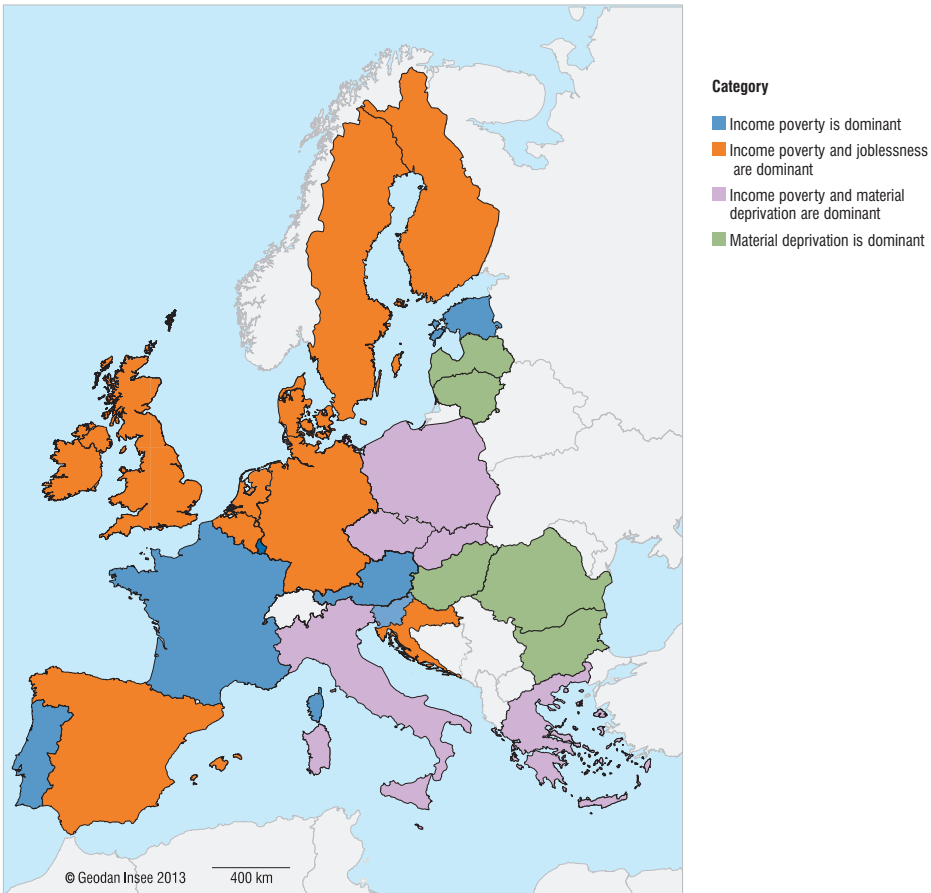 Category
Income poverty is dominant
Income poverty and joblessness
are dominant
Income poverty and material
deprivation are dominant
Material deprivation is dominant
© Geodan Insee 2013
400 km